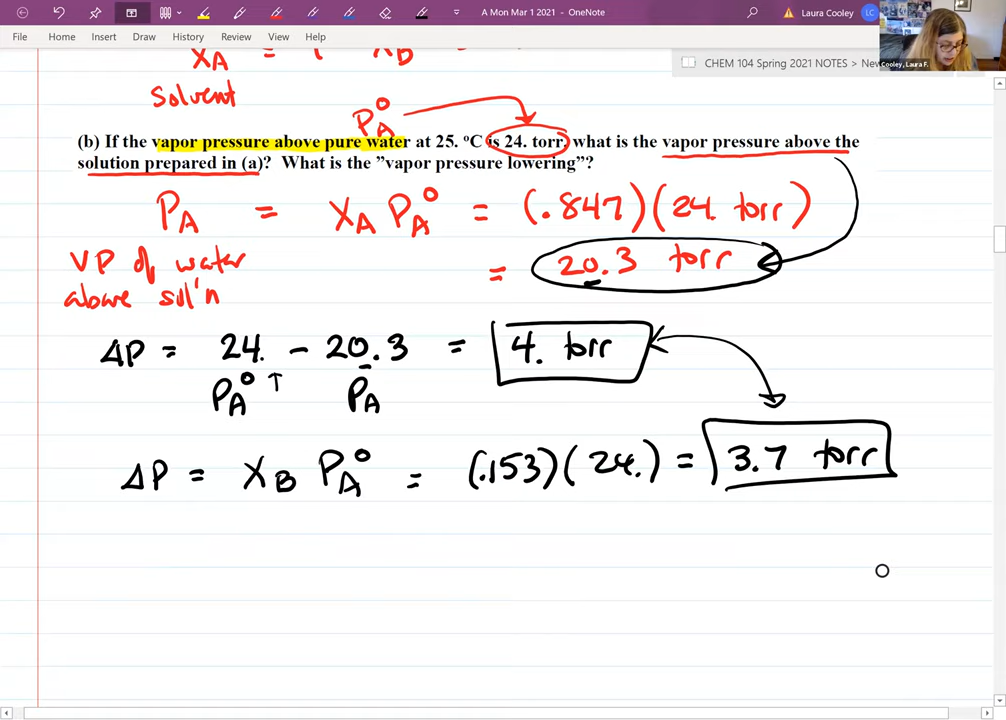 A Mon Mar 1 2021 - OneNote
Laura Cooley
LC
File Home Insert Draw History Review View Help
CHEM 104 Spring 2021 NOTES >
Cooley, Laura F.
XA = 1 XB =
solvent
PA°
(b) If the vapor pressure above pure water at 25. °C is 24. torr, what is the vapor pressure above the
solution prepared in (a)? What is the "vapor pressure lowering"?
PA = XA PA° = (.847)(24. torr)
VP of water
above sol'n
= 20.3 torr
ΔP = 24. - 20.3 = 4. torr
PA° ↑ PA
ΔP = XB PA° = (.153)(24.) = 3.7 torr